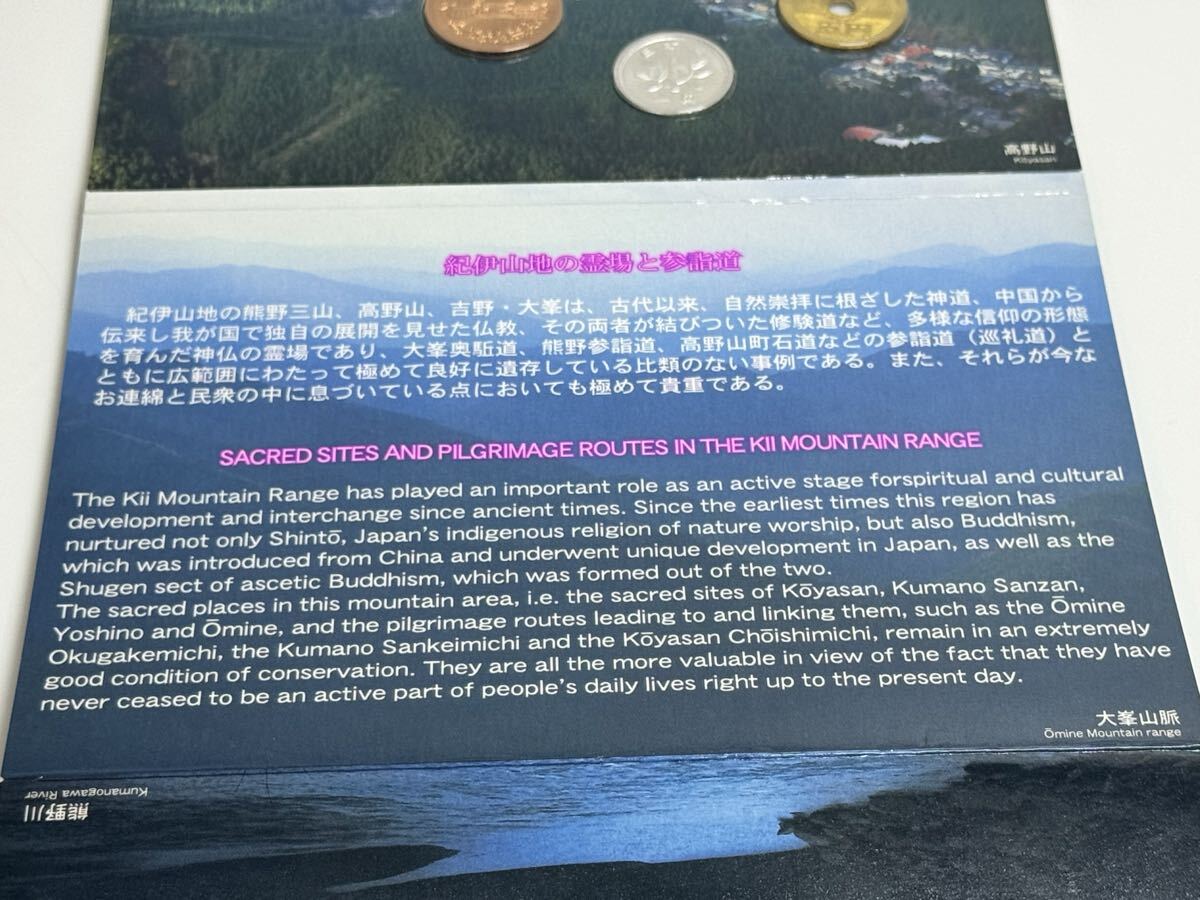 高野山
Kōyasan
紀伊山地の霊場と参詣道
紀伊山地の熊野三山、高野山、吉野・大峯は、古代以来、自然崇拝に根ざした神道、中国から
伝来し我が国で独自の展開を見せた仏教、その両者が結びついた修験道など、多様な信仰の形態
を育んだ神仏の霊場であり、大峯奥駈道、熊野参詣道、高野山町石道などの参詣道（巡礼道）と
ともに広範囲にわたって極めて良好に遺存している比類のない事例である。また、それらが今な
お連綿と民衆の中に息づいている点においても極めて貴重である。
SACRED SITES AND PILGRIMAGE ROUTES IN THE KII MOUNTAIN RANGE
The Kii Mountain Range has played an important role as an active stage forspiritual and cultural
development and interchange since ancient times. Since the earliest times this region has
nurtured not only Shintō, Japan's indigenous religion of nature worship, but also Buddhism,
which was introduced from China and underwent unique development in Japan, as well as the
Shugen sect of ascetic Buddhism, which was formed out of the two.
The sacred places in this mountain area, i.e. the sacred sites of Kōyasan, Kumano Sanzan,
Yoshino and Ōmine, and the pilgrimage routes leading to and linking them, such as the Ōmine
Okugakemichi, the Kumano Sankeimichi and the Kōyasan Chōishimichi, remain in an extremely
good condition of conservation. They are all the more valuable in view of the fact that they have
never ceased to be an active part of people's daily lives right up to the present day.
大峯山脈
Ōmine Mountain range
熊野川
Kumanogawa River